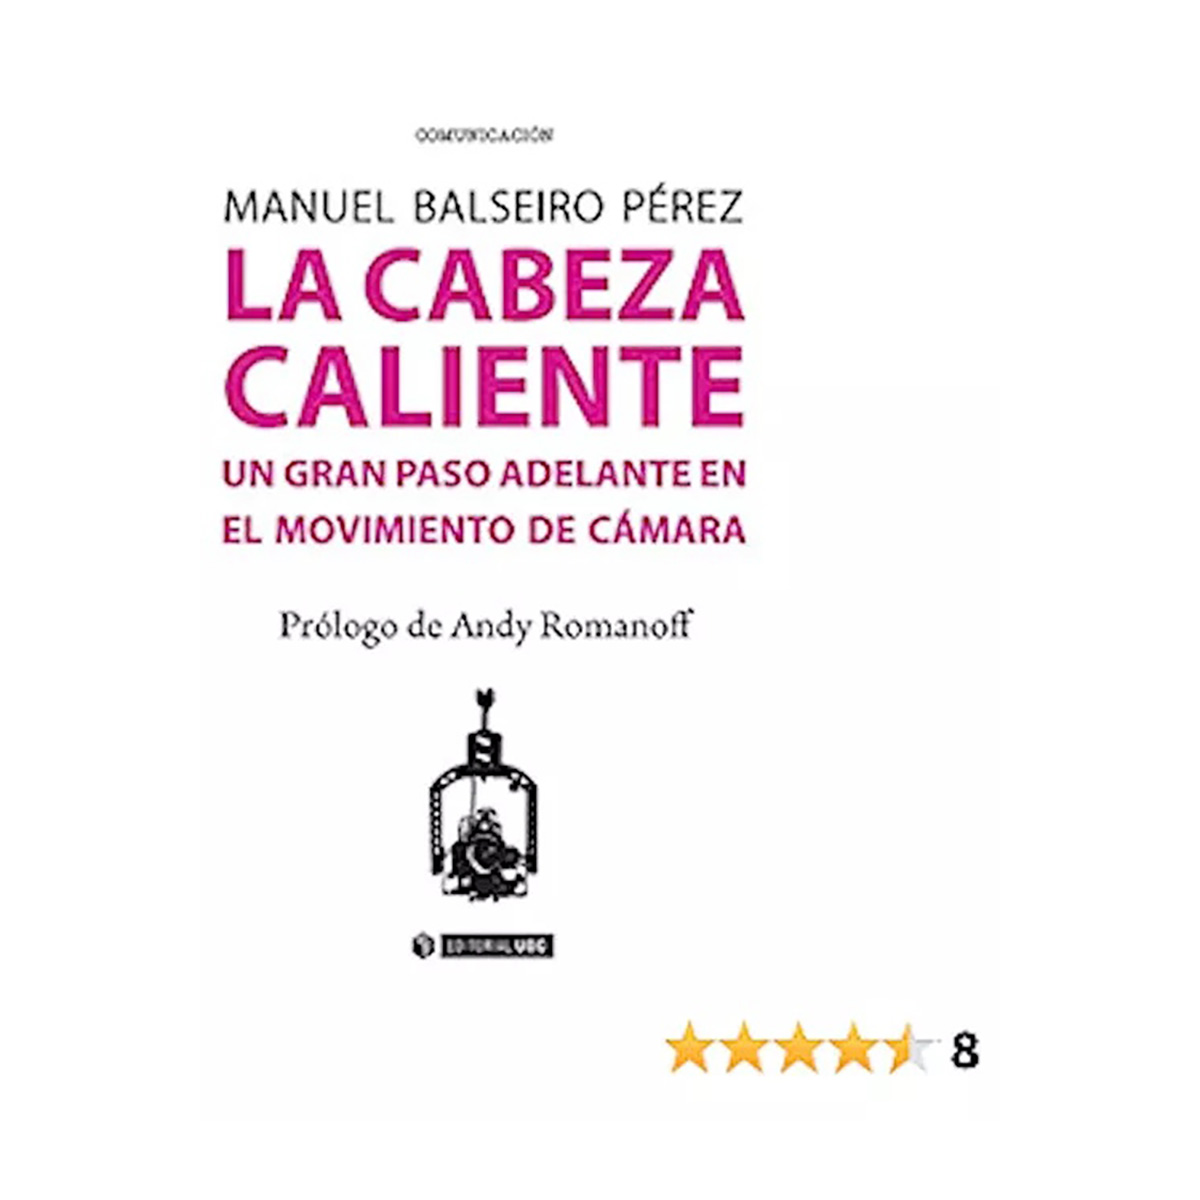 COMUNICACIÓN
MANUEL BALSEIRO PÉREZ
LA CABEZA
CALIENTE
UN GRAN PASO ADELANTE EN
EL MOVIMIENTO DE CÁMARA
Prólogo de Andy Romanoff
EDITORIAL UOC
8